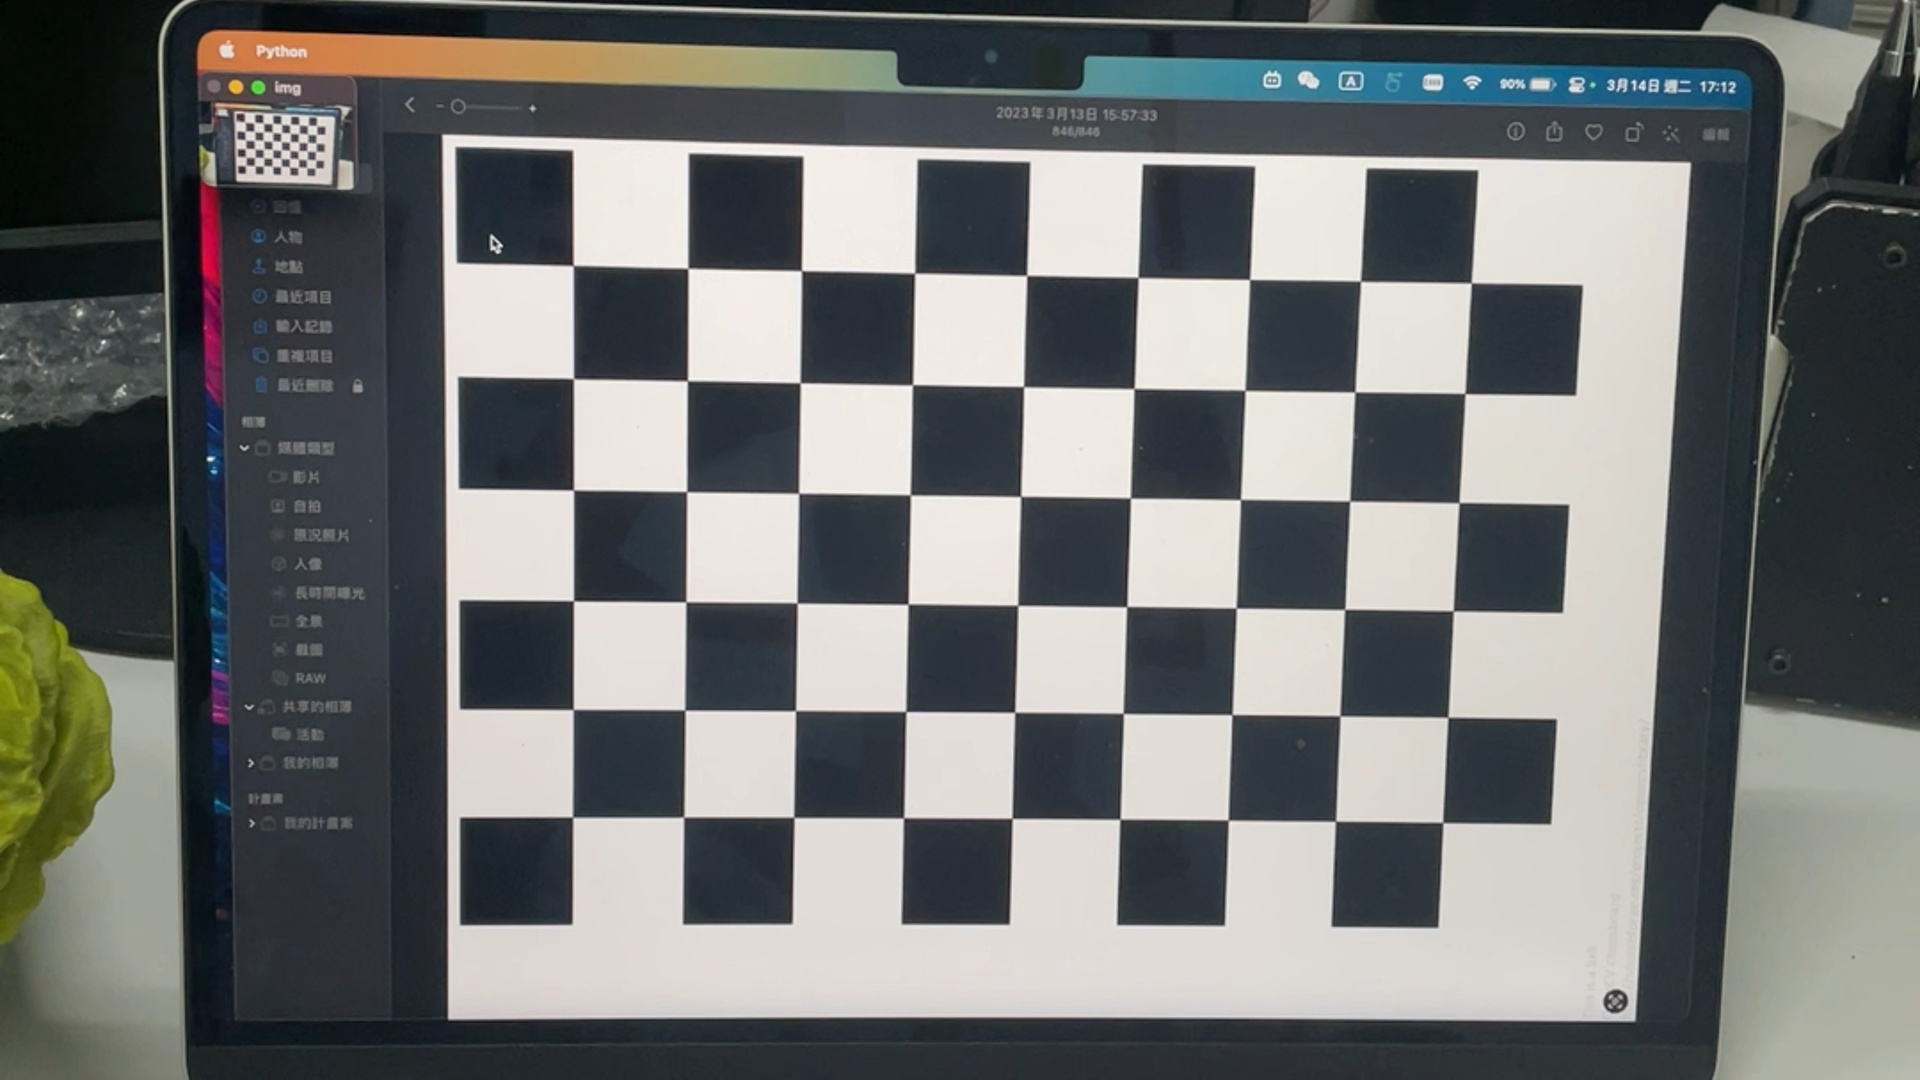 Python
A
90%
3月14日 週二 17:12
img
2023年3月13日 15:57:33
846/846
編輯
回憶
人物
地點
最近項目
輸入記錄
重複項目
最近刪除
相簿
媒體類型
影片
自拍
原況照片
人像
長時間曝光
全景
截圖
RAW
共享的相簿
活動
我的相簿
計畫案
我的計畫案